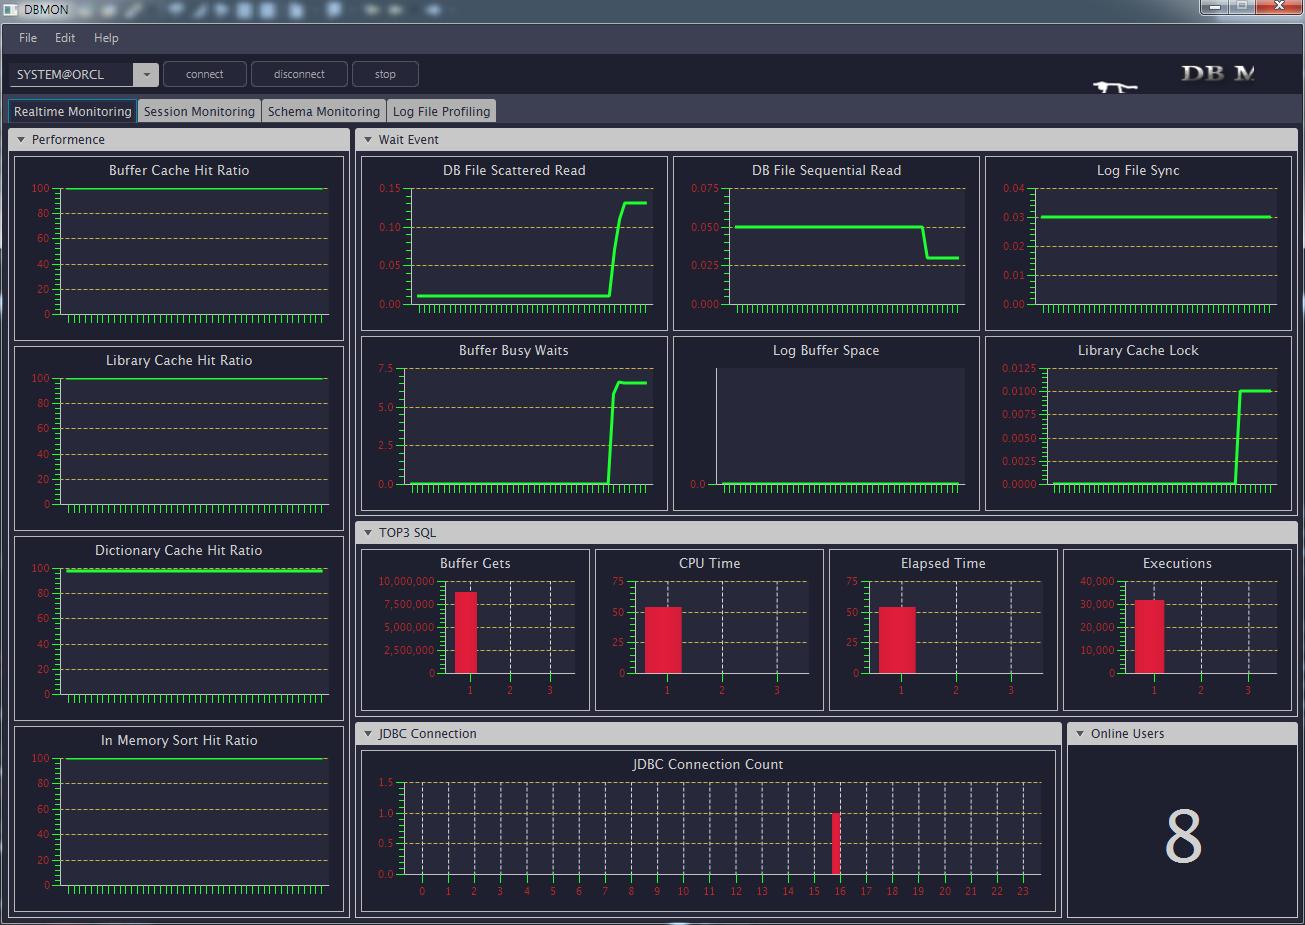 DBMON
File Edit Help
SYSTEM@ORCL connect disconnect stop
DB M
Realtime Monitoring Session Monitoring Schema Monitoring Log File Profiling
Performence
Buffer Cache Hit Ratio
100
80
60
40
20
0
Library Cache Hit Ratio
100
80
60
40
20
0
Dictionary Cache Hit Ratio
100
80
60
40
20
0
In Memory Sort Hit Ratio
100
80
60
40
20
0
Wait Event
DB File Scattered Read
0.15
0.10
0.05
0.00
DB File Sequential Read
0.075
0.050
0.025
0.000
Log File Sync
0.04
0.03
0.02
0.01
0.00
Buffer Busy Waits
7.5
5.0
2.5
0.0
Log Buffer Space
0.0
Library Cache Lock
0.0125
0.0100
0.0075
0.0050
0.0025
0.0000
TOP3 SQL
Buffer Gets
10,000,000
7,500,000
5,000,000
2,500,000
0
1 2 3
CPU Time
75
50
25
0
1 2 3
Elapsed Time
75
50
25
0
1 2 3
Executions
40,000
30,000
20,000
10,000
0
1 2 3
JDBC Connection
JDBC Connection Count
1.5
1.0
0.5
0.0
0 1 2 3 4 5 6 7 8 9 10 11 12 13 14 15 16 17 18 19 20 21 22 23
Online Users
8